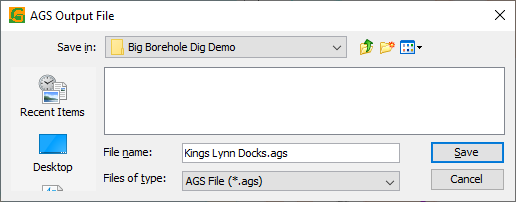 AGS Output File
Save in: Big Borehole Dig Demo
Recent Items
Desktop
File name: Kings Lynn Docks.ags Save
Files of type: AGS File (*.ags) Cancel